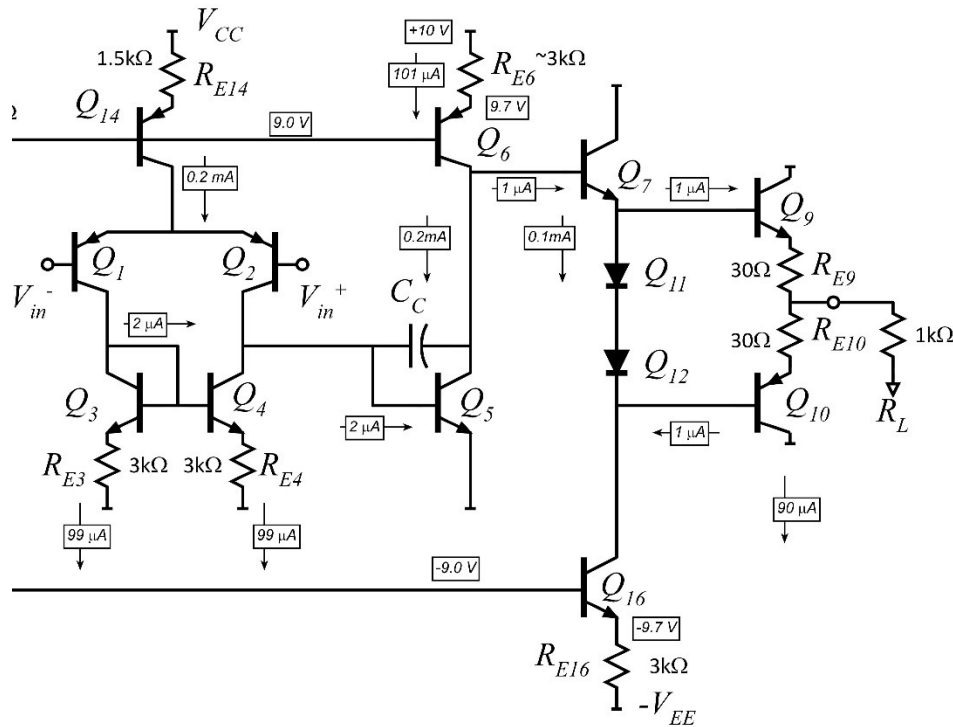 V_CC
+10 V
1.5kΩ
R_E14
101 μA
R_E6
~3kΩ
Q_14
9.7 V
Ω
9.0 V
Q_6
0.2 mA
1 μA
Q_7
1 μA
Q_9
Q_1
Q_2
0.2mA
0.1mA
V_in^-
V_in^+
C_C
Q_11
30Ω
R_E9
2 μA
30Ω
R_E10
1kΩ
Q_12
Q_3
Q_4
Q_5
Q_10
R_L
2 μA
1 μA
R_E3
3kΩ
3kΩ
R_E4
99 μA
99 μA
90 μA
-9.0 V
Q_16
-9.7 V
R_E16
3kΩ
-V_EE